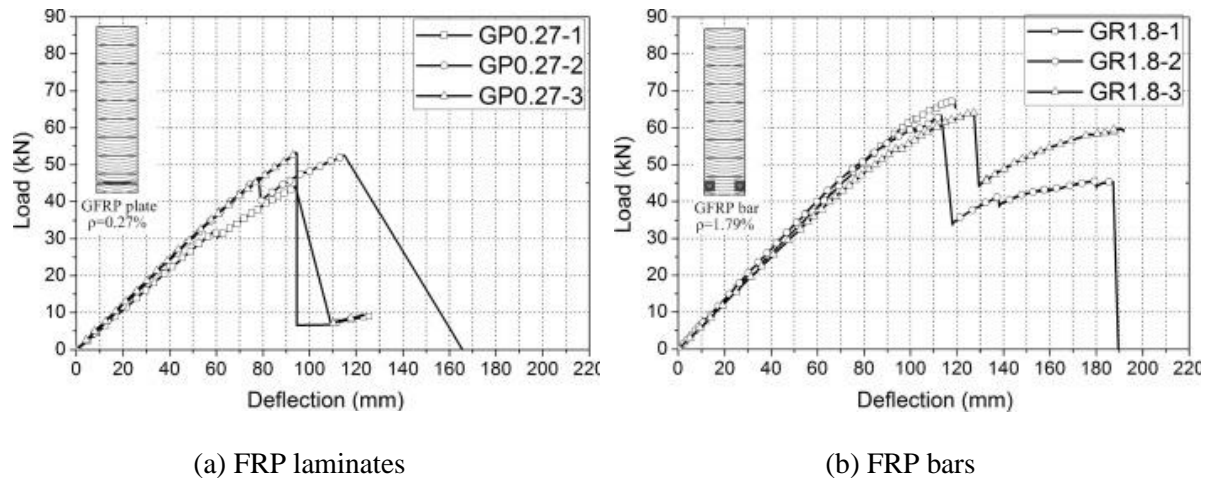 90
80
70
60
50
40
30
20
10
0
Load (kN)
GP0.27-1
GP0.27-2
GP0.27-3
GFRP plate
ρ=0.27%
0 20 40 60 80 100 120 140 160 180 200 220
Deflection (mm)
(a) FRP laminates
90
80
70
60
50
40
30
20
10
0
Load (kN)
GR1.8-1
GR1.8-2
GR1.8-3
GFRP bar
ρ=1.79%
0 20 40 60 80 100 120 140 160 180 200 220
Deflection (mm)
(b) FRP bars